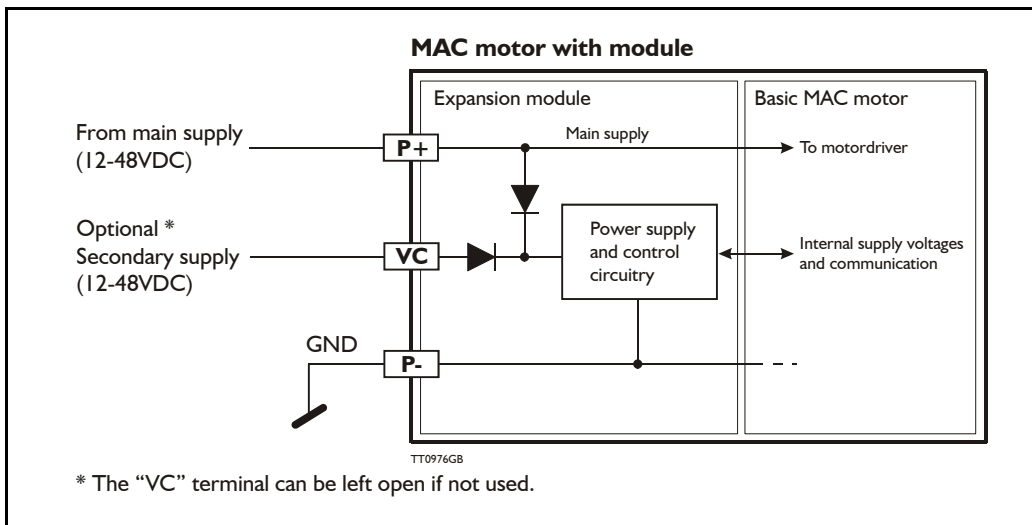 MAC motor with module
Expansion module
Basic MAC motor
From main supply
(12-48VDC)
P+
Main supply
To motordriver
Optional *
Secondary supply
(12-48VDC)
VC
Power supply
and control
circuitry
Internal supply voltages
and communication
GND
P-
TT0976GB
* The “VC” terminal can be left open if not used.